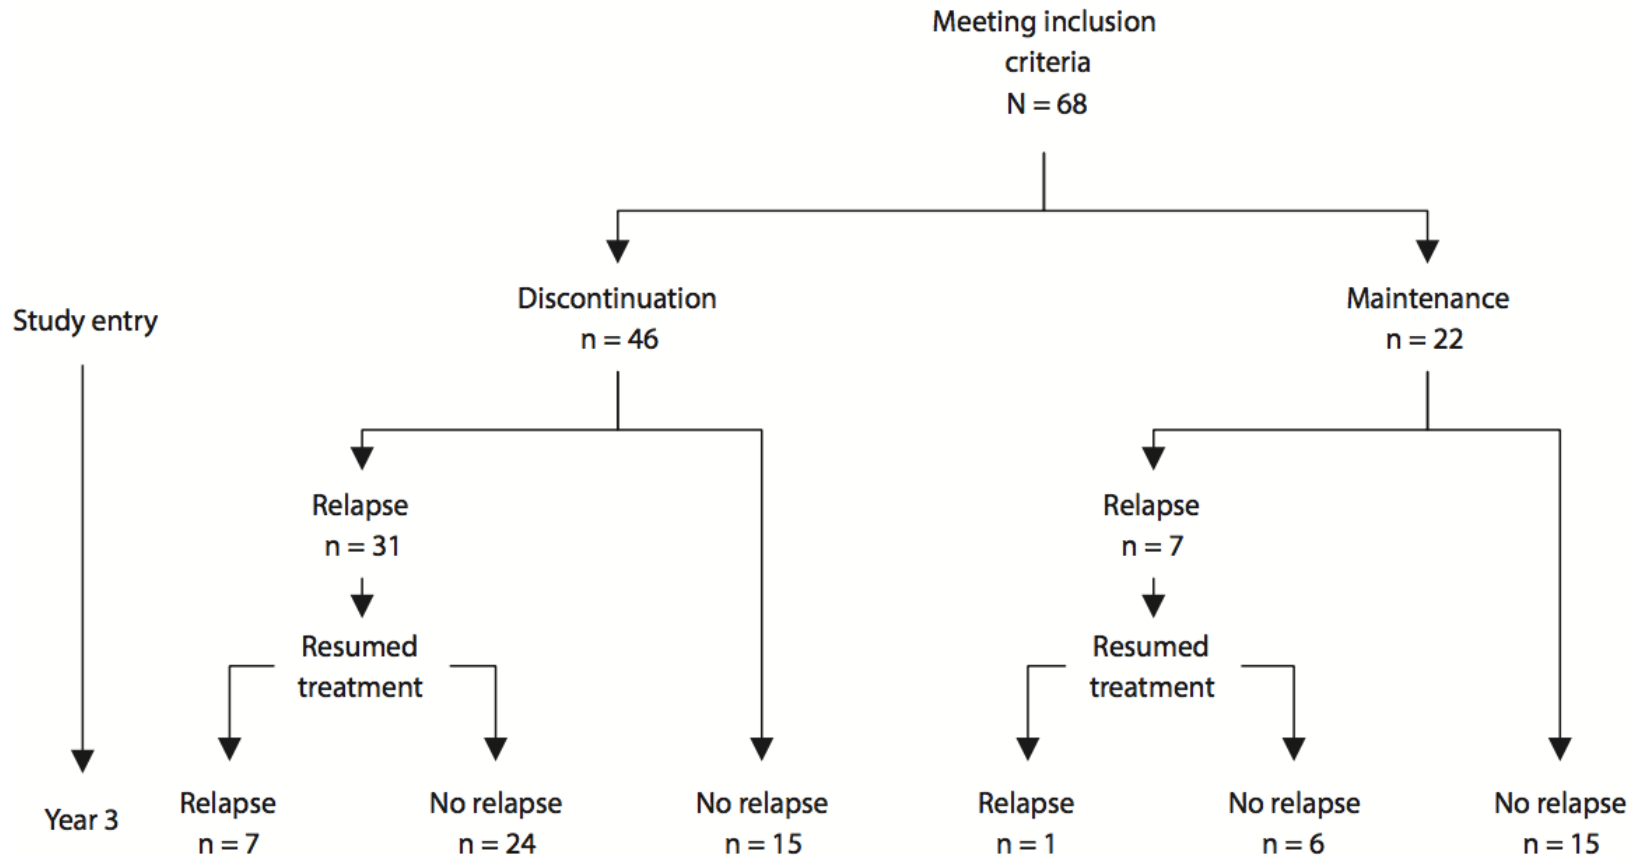 Meeting inclusion
criteria
N = 68
Discontinuation
n = 46
Maintenance
n = 22
Study entry
Relapse
n = 31
Relapse
n = 7
Resumed
treatment
Resumed
treatment
Year 3
Relapse
n = 7
No relapse
n = 24
No relapse
n = 15
Relapse
n = 1
No relapse
n = 6
No relapse
n = 15